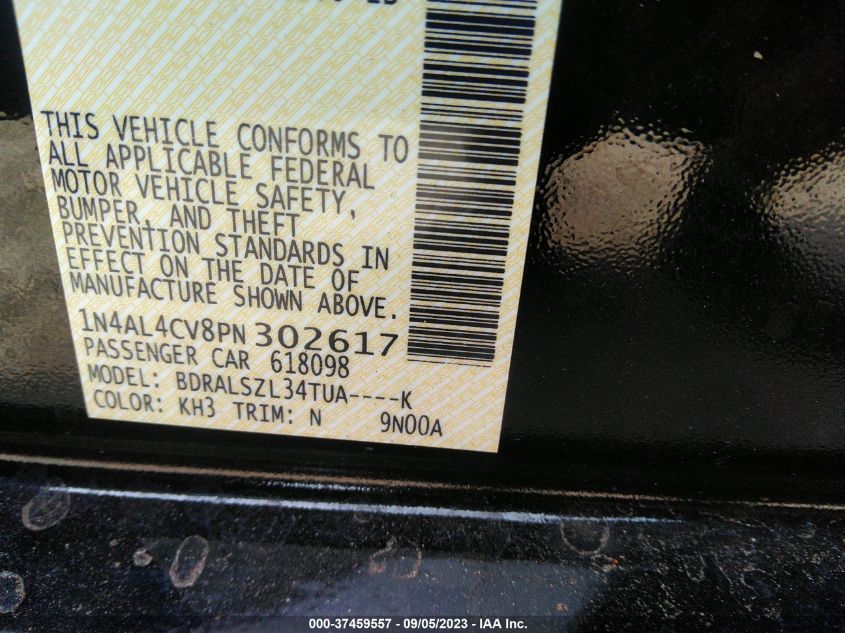 THIS VEHICLE CONFORMS TO
ALL APPLICABLE FEDERAL
MOTOR VEHICLE SAFETY,
BUMPER, AND THEFT
PREVENTION STANDARDS IN
EFFECT ON THE DATE OF
MANUFACTURE SHOWN ABOVE.
1N4AL4CV8PN302617
PASSENGER CAR 618098
MODEL: BDRALSZL34TUA----K
COLOR: KH3 TRIM: N 9N00A
000-37459557 - 09/05/2023 - IAA Inc.